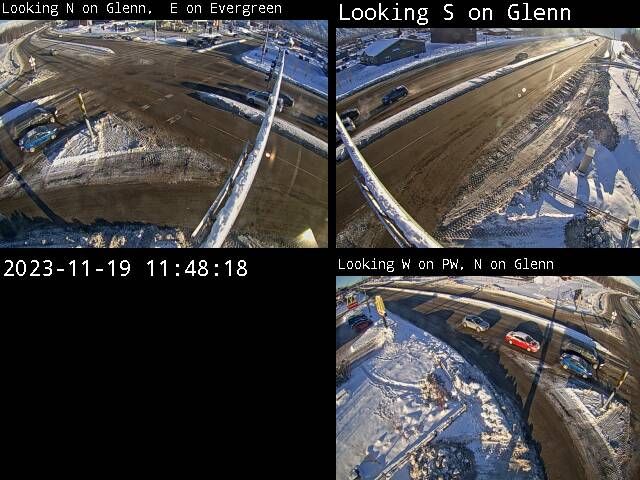 Looking N on Glenn,  E on Evergreen
Looking S on Glenn
2023-11-19 11:48:18
Looking W on PW, N on Glenn